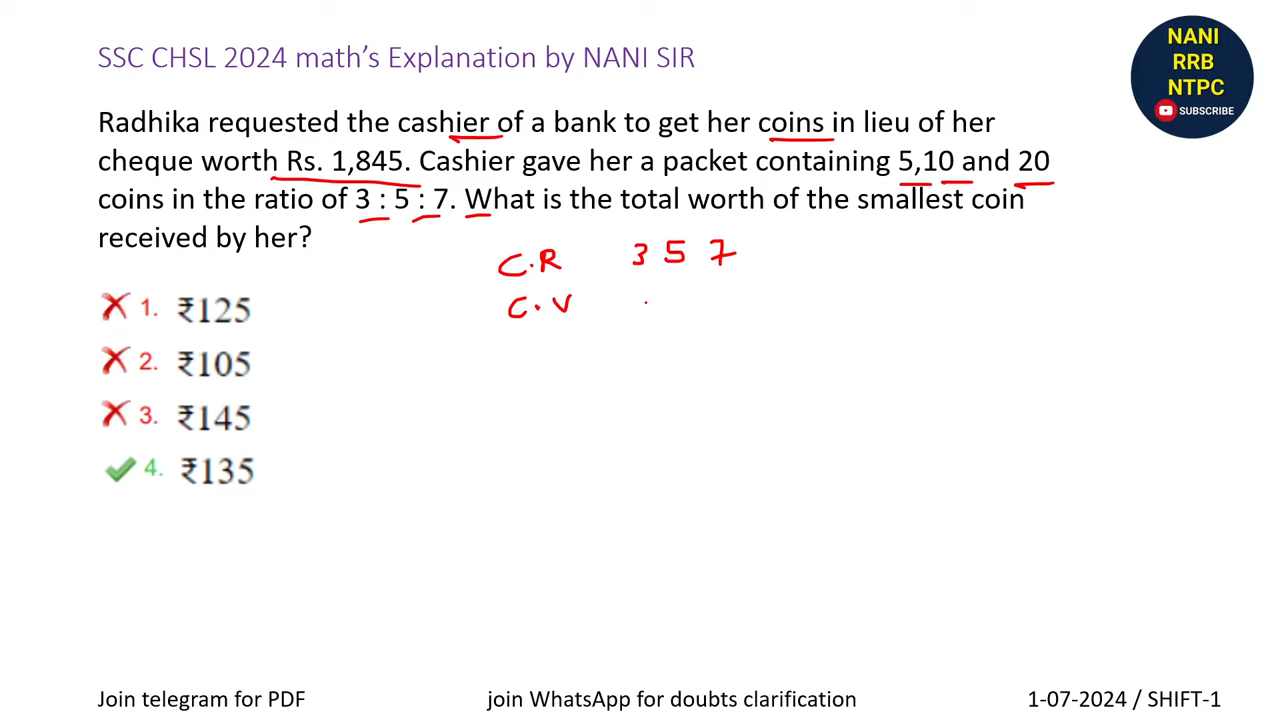 SSC CHSL 2024 math’s Explanation by NANI SIR
NANI
RRB
NTPC
SUBSCRIBE
Radhika requested the cashier of a bank to get her coins in lieu of her
cheque worth Rs. 1,845. Cashier gave her a packet containing 5,10 and 20
coins in the ratio of 3 : 5 : 7. What is the total worth of the smallest coin
received by her?
C.R 3 5 7
C.V
1. ₹125
2. ₹105
3. ₹145
4. ₹135
Join telegram for PDF
join WhatsApp for doubts clarification
1-07-2024 / SHIFT-1